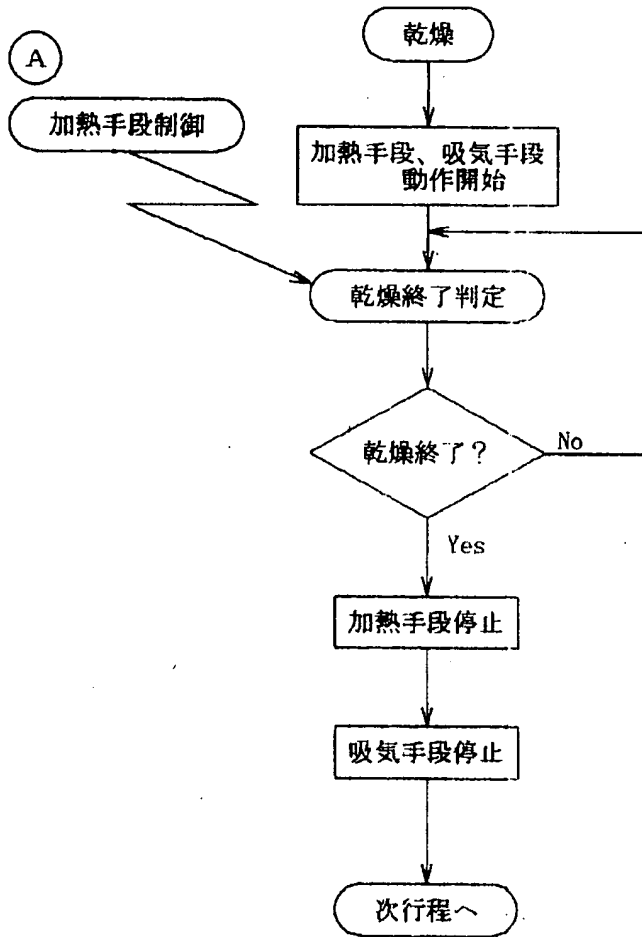 乾燥
A
加熱手段制御
加熱手段、吸気手段
動作開始
乾燥終了判定
乾燥終了?
No
Yes
加熱手段停止
吸気手段停止
次行程へ